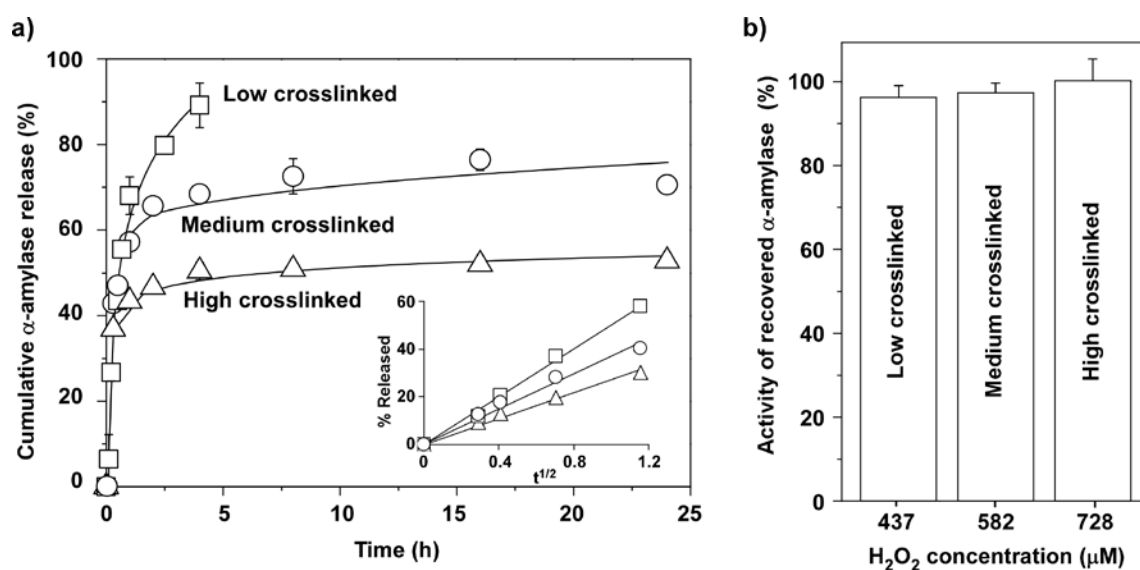 a)
Cumulative α-amylase release (%)
100
80
60
40
20
0
Low crosslinked
Medium crosslinked
High crosslinked
% Released
60
40
20
0
0 0.4 0.8 1.2
t^1/2
0 5 10 15 20 25
Time (h)
b)
Activity of recovered α-amylase (%)
100
80
60
40
20
0
Low crosslinked
Medium crosslinked
High crosslinked
437 582 728
H₂O₂ concentration (μM)